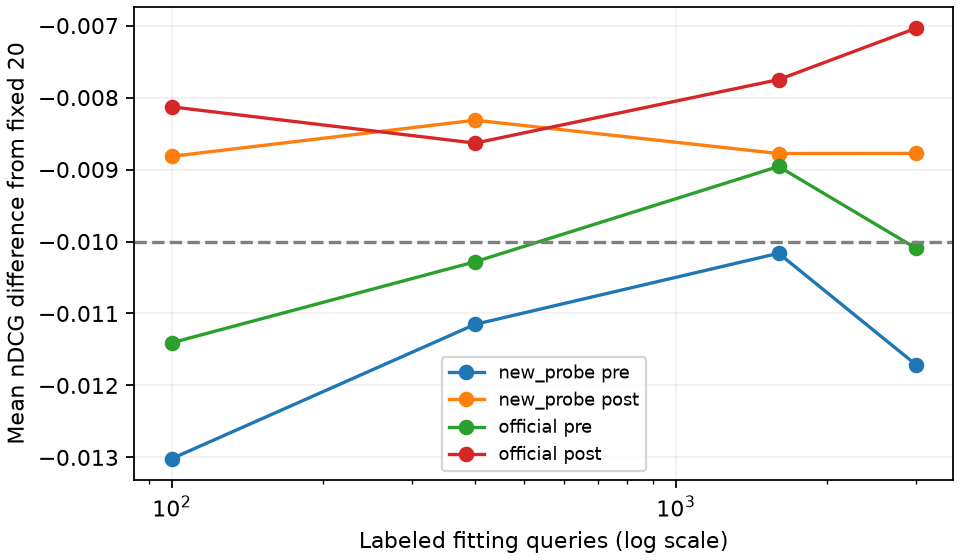 −0.007
−0.008
−0.009
−0.010
−0.011
−0.012
−0.013
Mean nDCG difference from fixed 20
new_probe pre
new_probe post
official pre
official post
10²
10³
Labeled fitting queries (log scale)